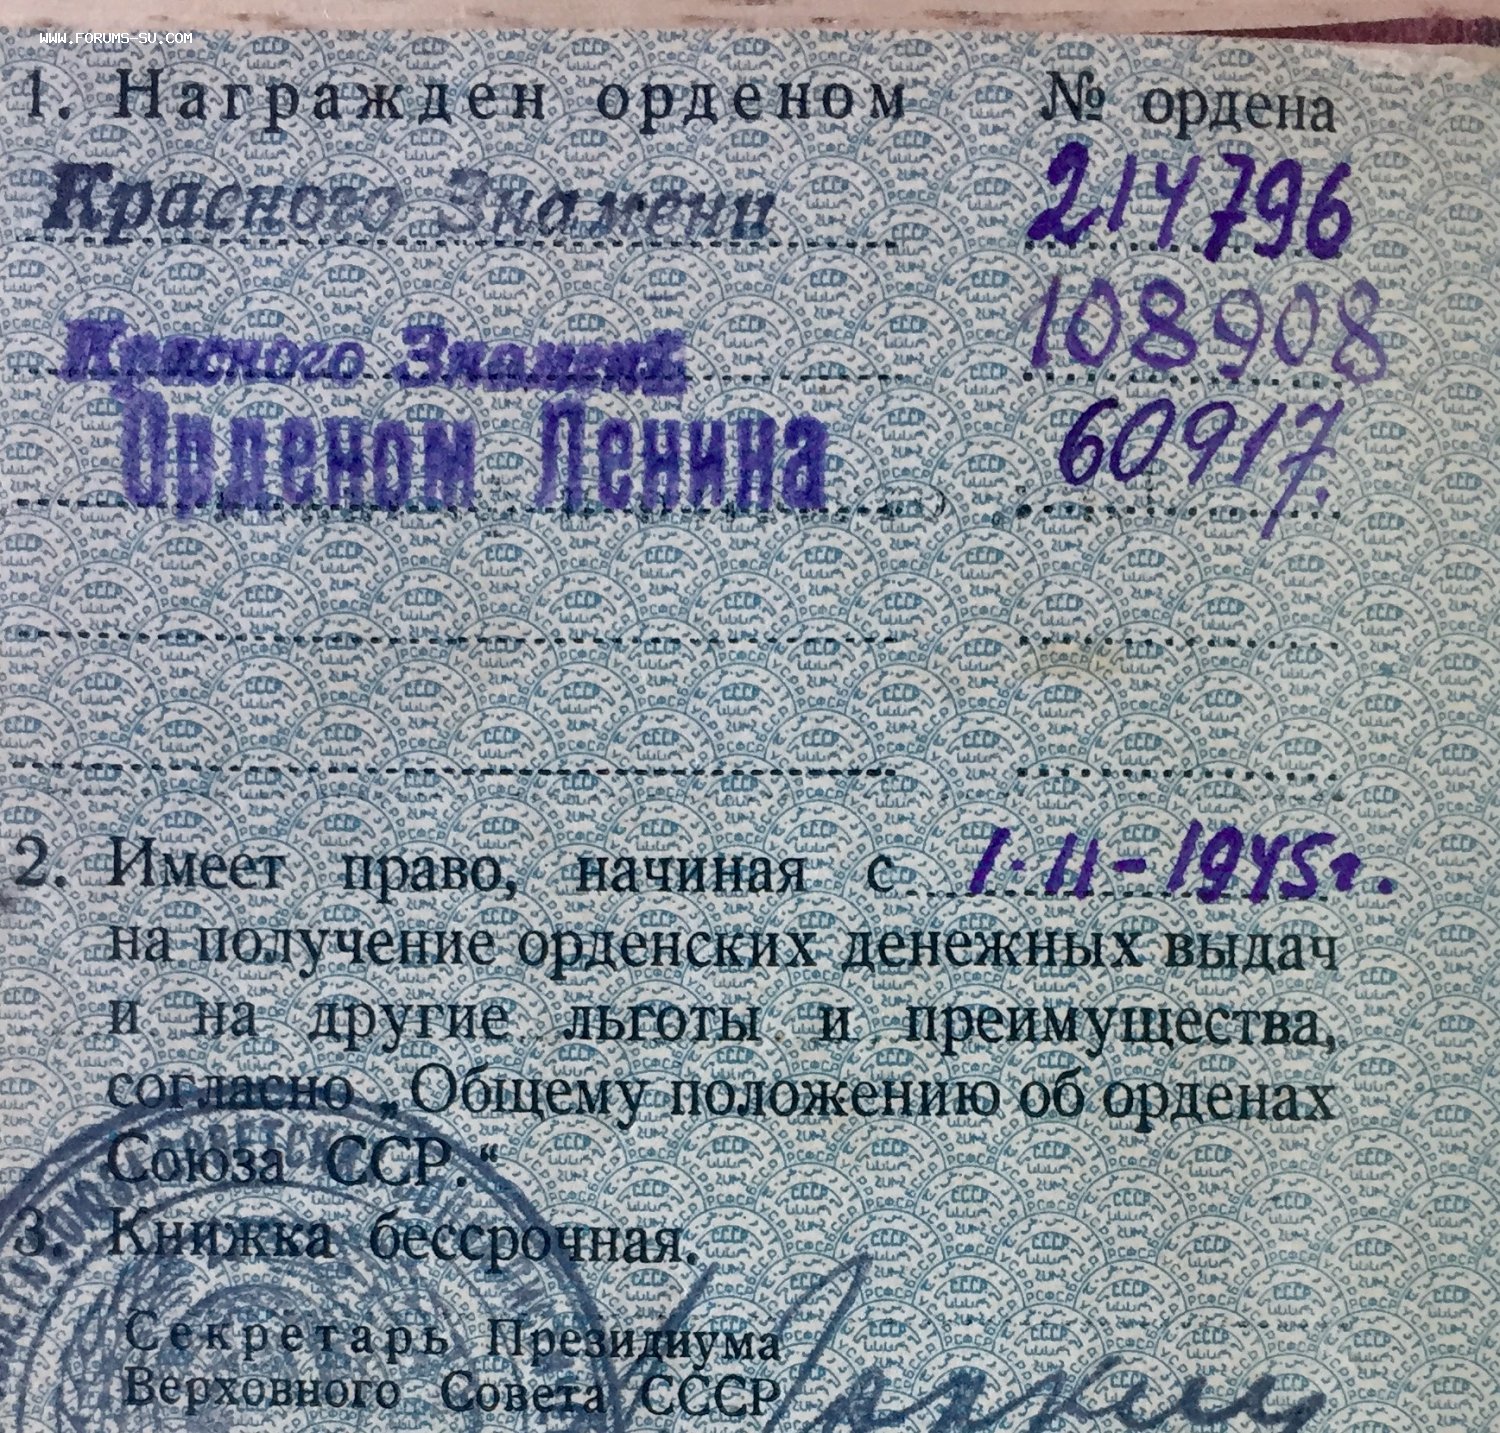 WWW.FORUMS-SU.COM
1. Награжден орденом № ордена
Красного Знамени 214796
Красного Знамени 108908
Орденом Ленина 60917.
2. Имеет право, начиная с 1·II-1945г.
на получение орденских денежных выдач
и на другие льготы и преимущества,
согласно „Общему положению об орденах
Союза ССР.“
3. Книжка бессрочная.
Секретарь Президиума
Верховного Совета СССР